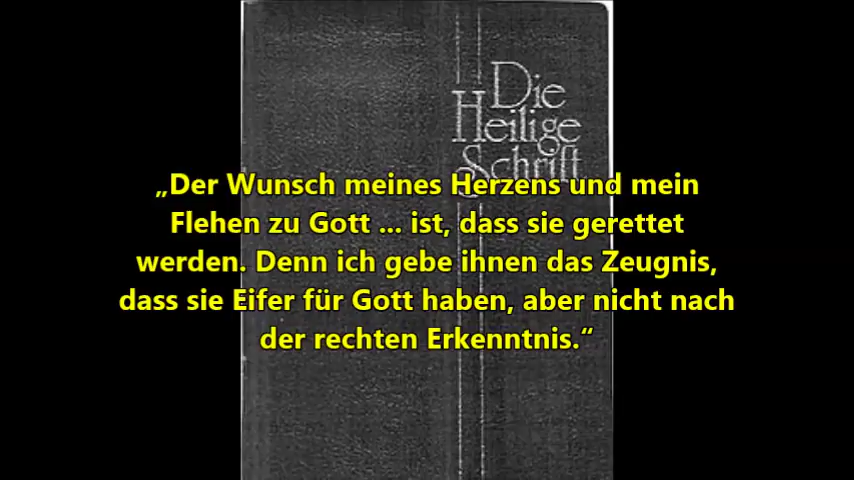 Die
Heilige
Schrift
„Der Wunsch meines Herzens und mein
Flehen zu Gott ... ist, dass sie gerettet
werden. Denn ich gebe ihnen das Zeugnis,
dass sie Eifer für Gott haben, aber nicht nach
der rechten Erkenntnis.“